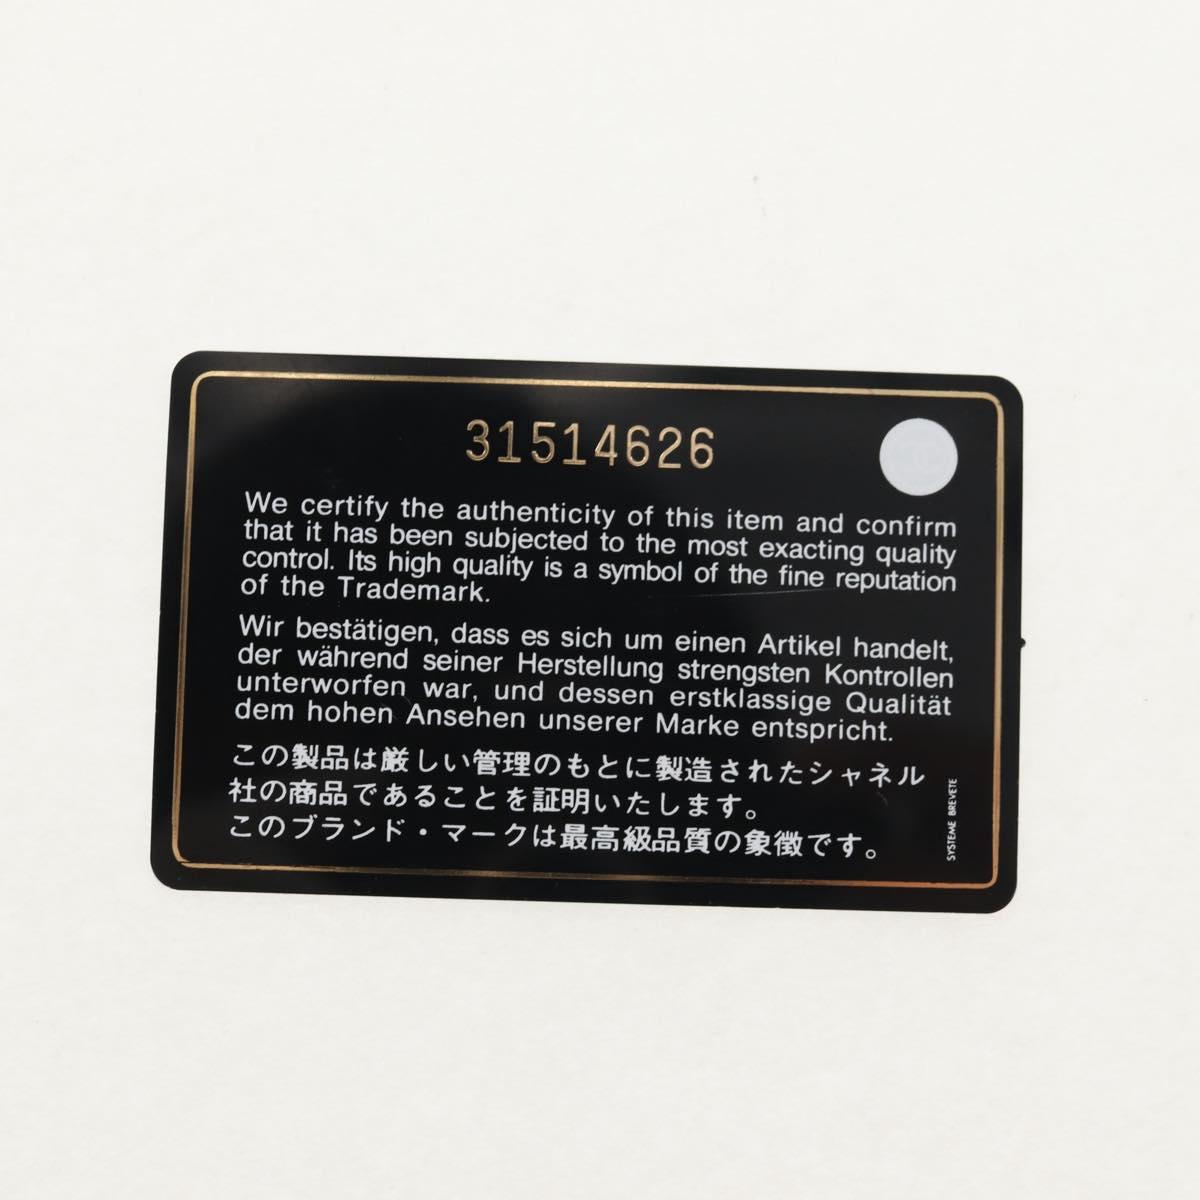 31514626
We certify the authenticity of this item and confirm
that it has been subjected to the most exacting quality
control. Its high quality is a symbol of the fine reputation
of the Trademark.
Wir bestätigen, dass es sich um einen Artikel handelt,
der während seiner Herstellung strengsten Kontrollen
unterworfen war, und dessen erstklassige Qualität
dem hohen Ansehen unserer Marke entspricht.
この製品は厳しい管理のもとに製造されたシャネル
社の商品であることを証明いたします。
このブランド・マークは最高級品質の象徴です。
SYSTEME BREVETE